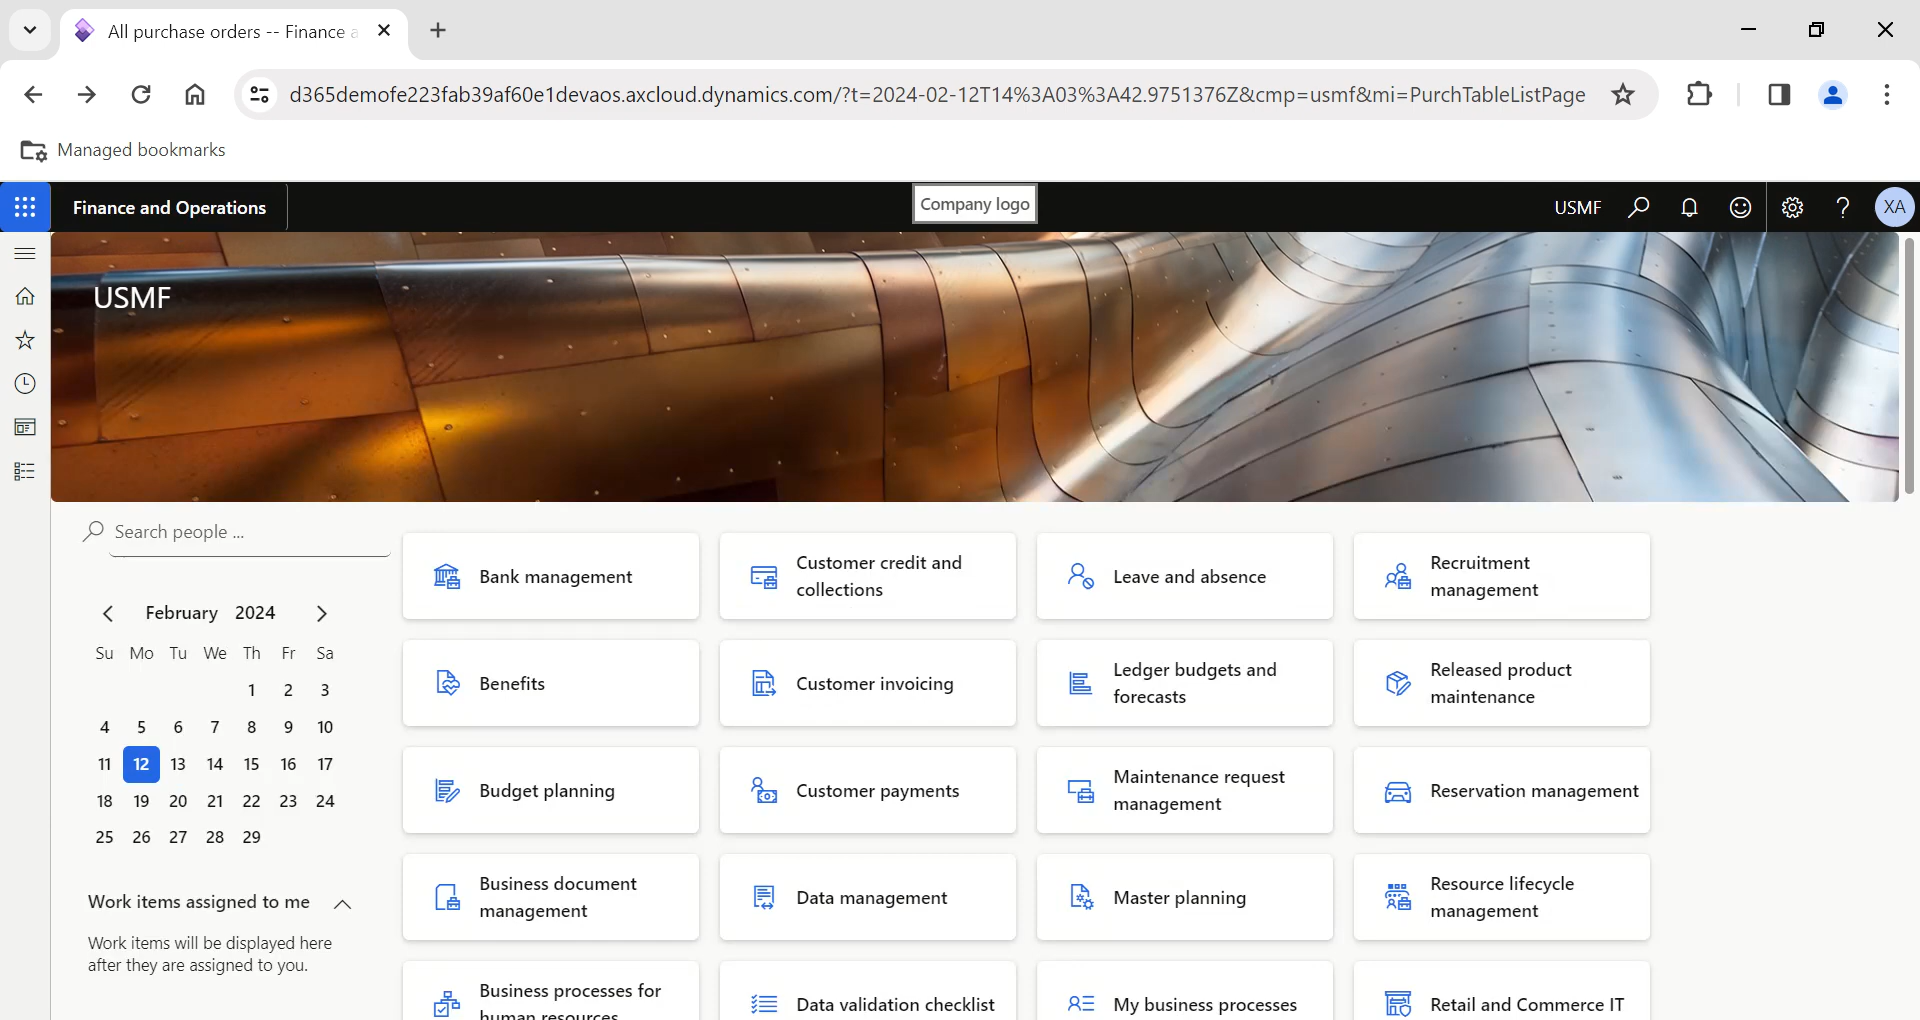 All purchase orders -- Finance a
d365demofe223fab39af60e1devaos.axcloud.dynamics.com/?t=2024-02-12T14%3A03%3A42.9751376Z&cmp=usmf&mi=PurchTableListPage
Managed bookmarks
Finance and Operations
Company logo
USMF
XA
USMF
Search people ...
February 2024
Su Mo Tu We Th Fr Sa
1 2 3
4 5 6 7 8 9 10
11 12 13 14 15 16 17
18 19 20 21 22 23 24
25 26 27 28 29
Work items assigned to me
Work items will be displayed here
after they are assigned to you.
Bank management
Customer credit and
collections
Leave and absence
Recruitment
management
Benefits
Customer invoicing
Ledger budgets and
forecasts
Released product
maintenance
Budget planning
Customer payments
Maintenance request
management
Reservation management
Business document
management
Data management
Master planning
Resource lifecycle
management
Business processes for
human resources
Data validation checklist
My business processes
Retail and Commerce IT